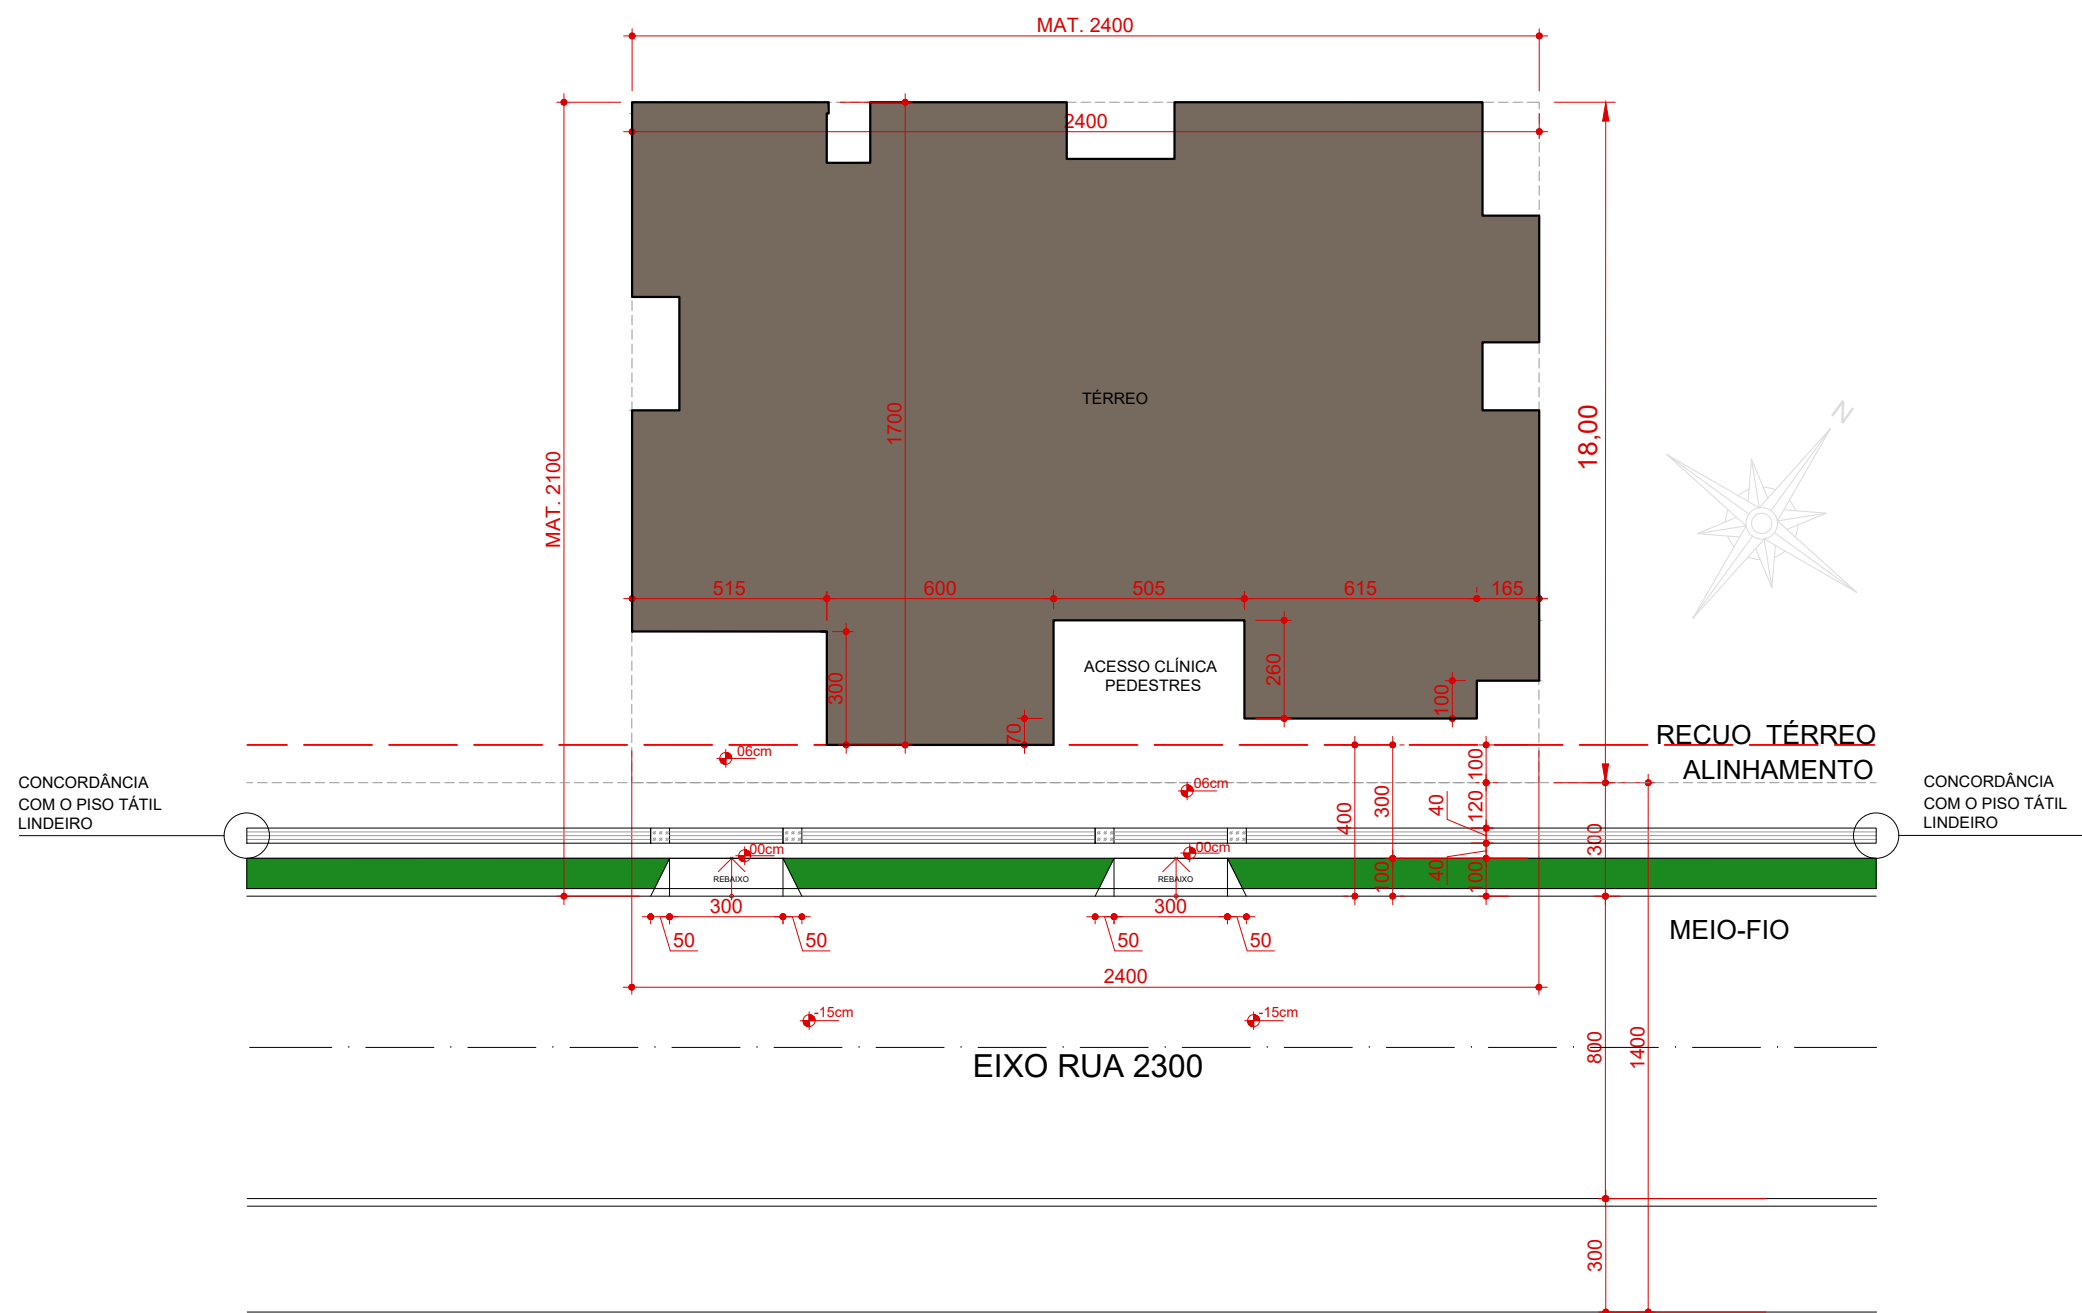 MAT. 2400
2400
MAT. 2100
1700
TÉRREO
18,00
N
515
600
505
615
165
300
70
ACESSO CLÍNICA
PEDESTRES
260
100
RECUO TÉRREO
ALINHAMENTO
06cm
06cm
100
120
40
400
300
300
CONCORDÂNCIA
COM O PISO TÁTIL
LINDEIRO
CONCORDÂNCIA
COM O PISO TÁTIL
LINDEIRO
00cm
00cm
REBAIXO
REBAIXO
100
40
100
50
300
50
50
300
50
MEIO-FIO
2400
-15cm
-15cm
EIXO RUA 2300
800
1400
300